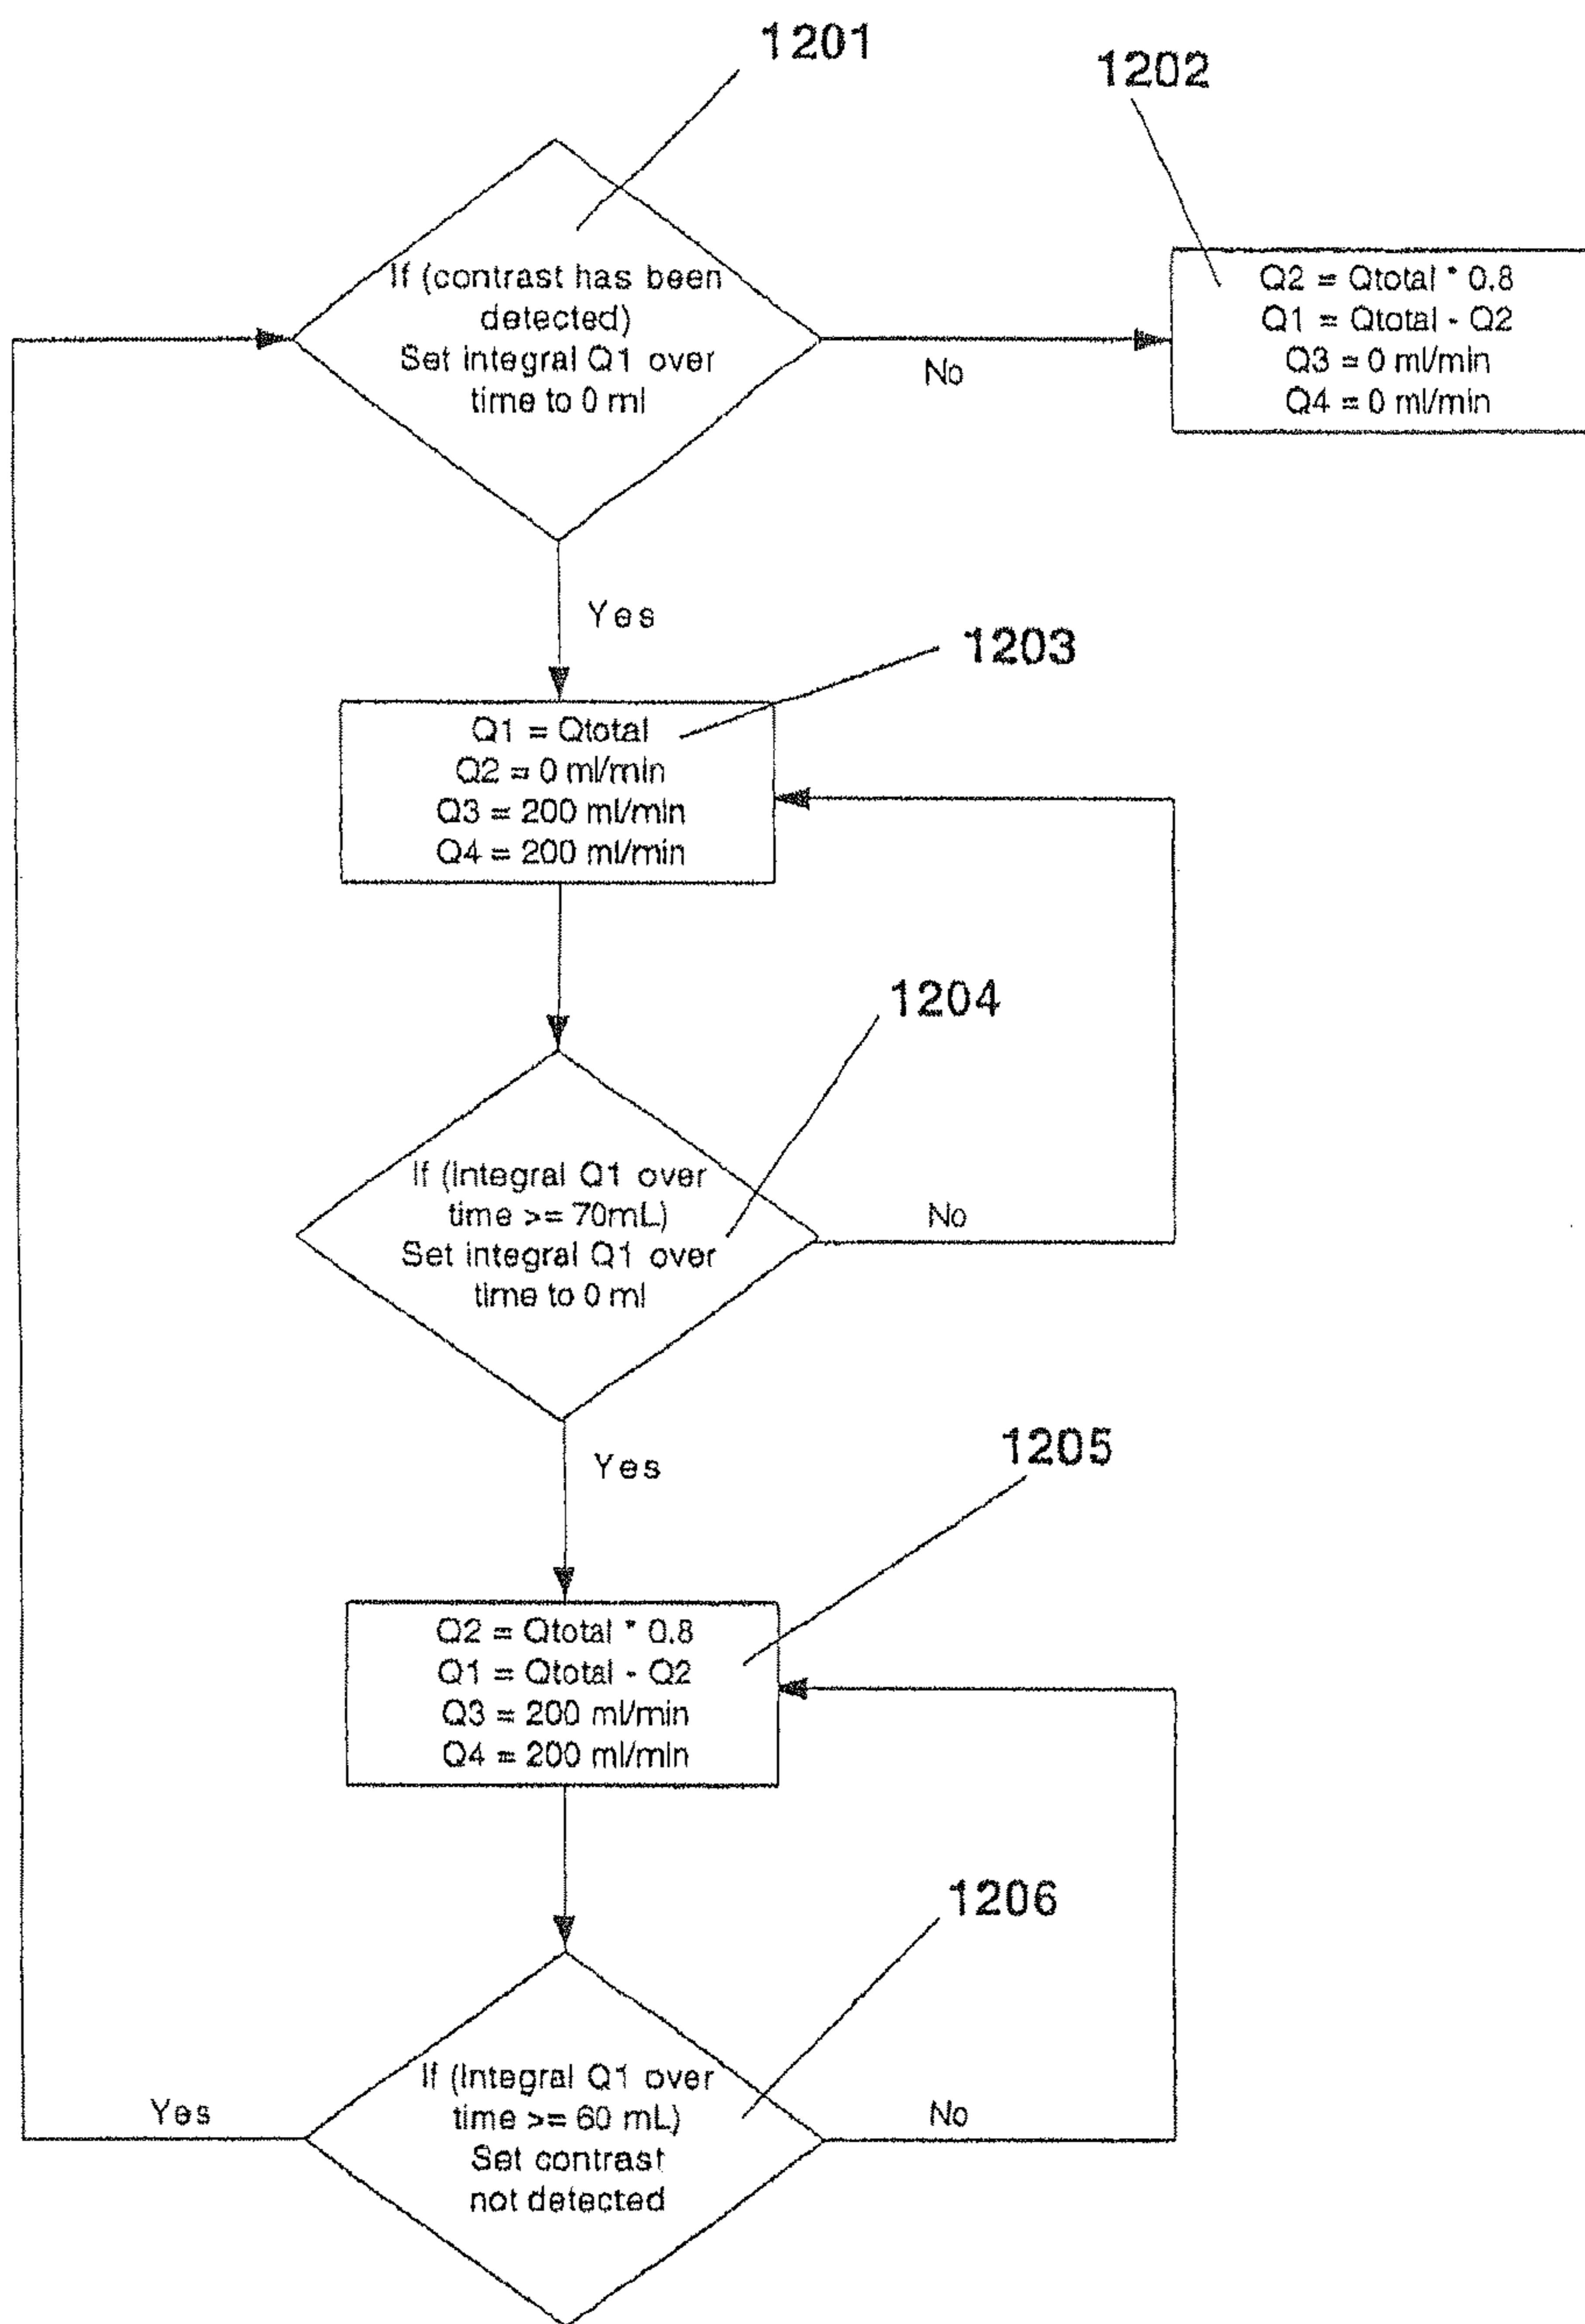 1201
1202
If (contrast has been
detected)
Set integral Q1 over
time to 0 ml
No
Q2 = Qtotal * 0.8
Q1 = Qtotal - Q2
Q3 = 0 ml/min
Q4 = 0 ml/min
Yes
1203
Q1 = Qtotal
Q2 = 0 ml/min
Q3 = 200 ml/min
Q4 = 200 ml/min
1204
If (Integral Q1 over
time >= 70mL)
Set integral Q1 over
time to 0 ml
No
Yes
1205
Q2 = Qtotal * 0.8
Q1 = Qtotal - Q2
Q3 = 200 ml/min
Q4 = 200 ml/min
1206
If (Integral Q1 over
time >= 60 mL)
Set contrast
not detected
Yes
No